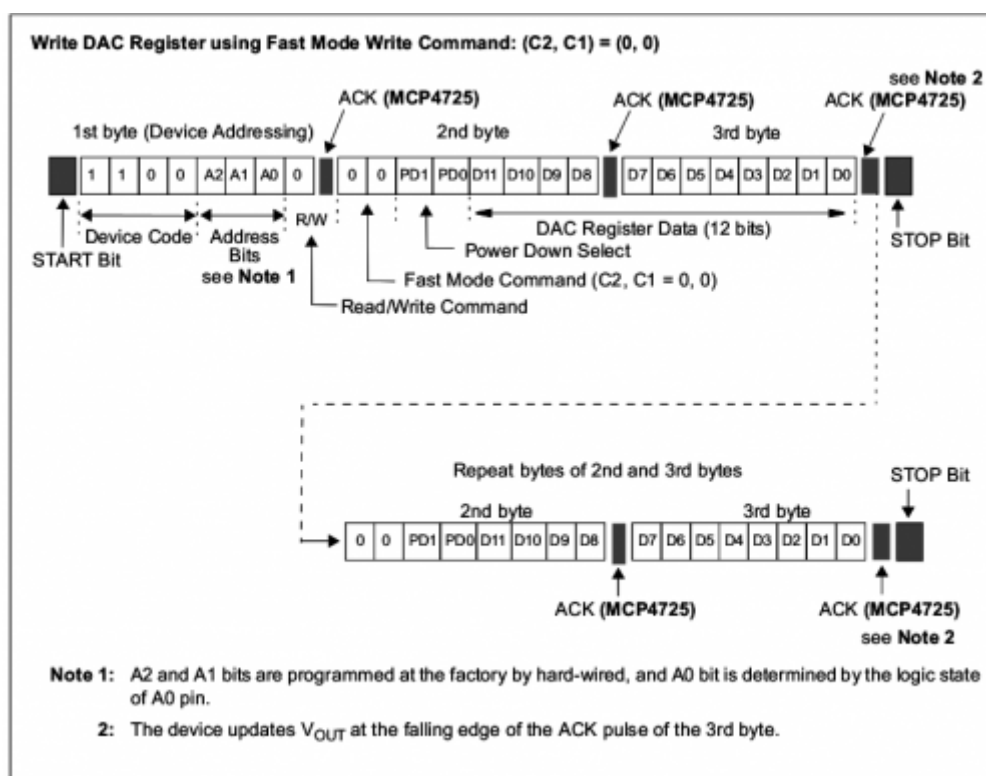 Write DAC Register using Fast Mode Write Command: (C2, C1) = (0, 0)
see Note 2
ACK (MCP4725)
ACK (MCP4725)
ACK (MCP4725)
1st byte (Device Addressing)
2nd byte
3rd byte
1 1 0 0 A2 A1 A0 0
0 0 PD1 PD0 D11 D10 D9 D8
D7 D6 D5 D4 D3 D2 D1 D0
R/W
Device Code
Address
Bits
see Note 1
START Bit
DAC Register Data (12 bits)
STOP Bit
Power Down Select
Fast Mode Command (C2, C1 = 0, 0)
Read/Write Command
Repeat bytes of 2nd and 3rd bytes
STOP Bit
2nd byte
3rd byte
0 0 PD1 PD0 D11 D10 D9 D8
D7 D6 D5 D4 D3 D2 D1 D0
ACK (MCP4725)
ACK (MCP4725)
see Note 2
Note 1: A2 and A1 bits are programmed at the factory by hard-wired, and A0 bit is determined by the logic state
of A0 pin.
2: The device updates VOUT at the falling edge of the ACK pulse of the 3rd byte.